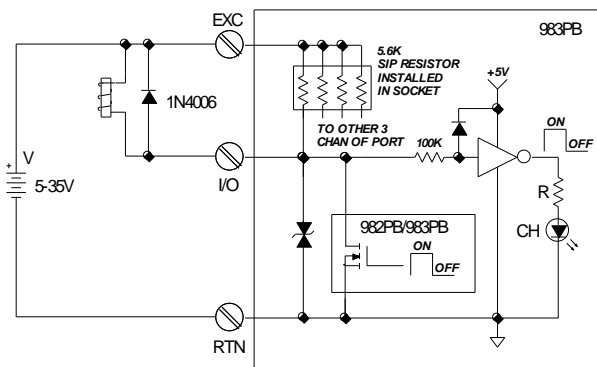 EXC
983PB
5.6K
SIP RESISTOR
INSTALLED
IN SOCKET
+5V
1N4006
TO OTHER 3
CHAN OF PORT
100K
ON
OFF
+ V
5-35V
I/O
R
982PB/983PB
ON
OFF
CH
RTN